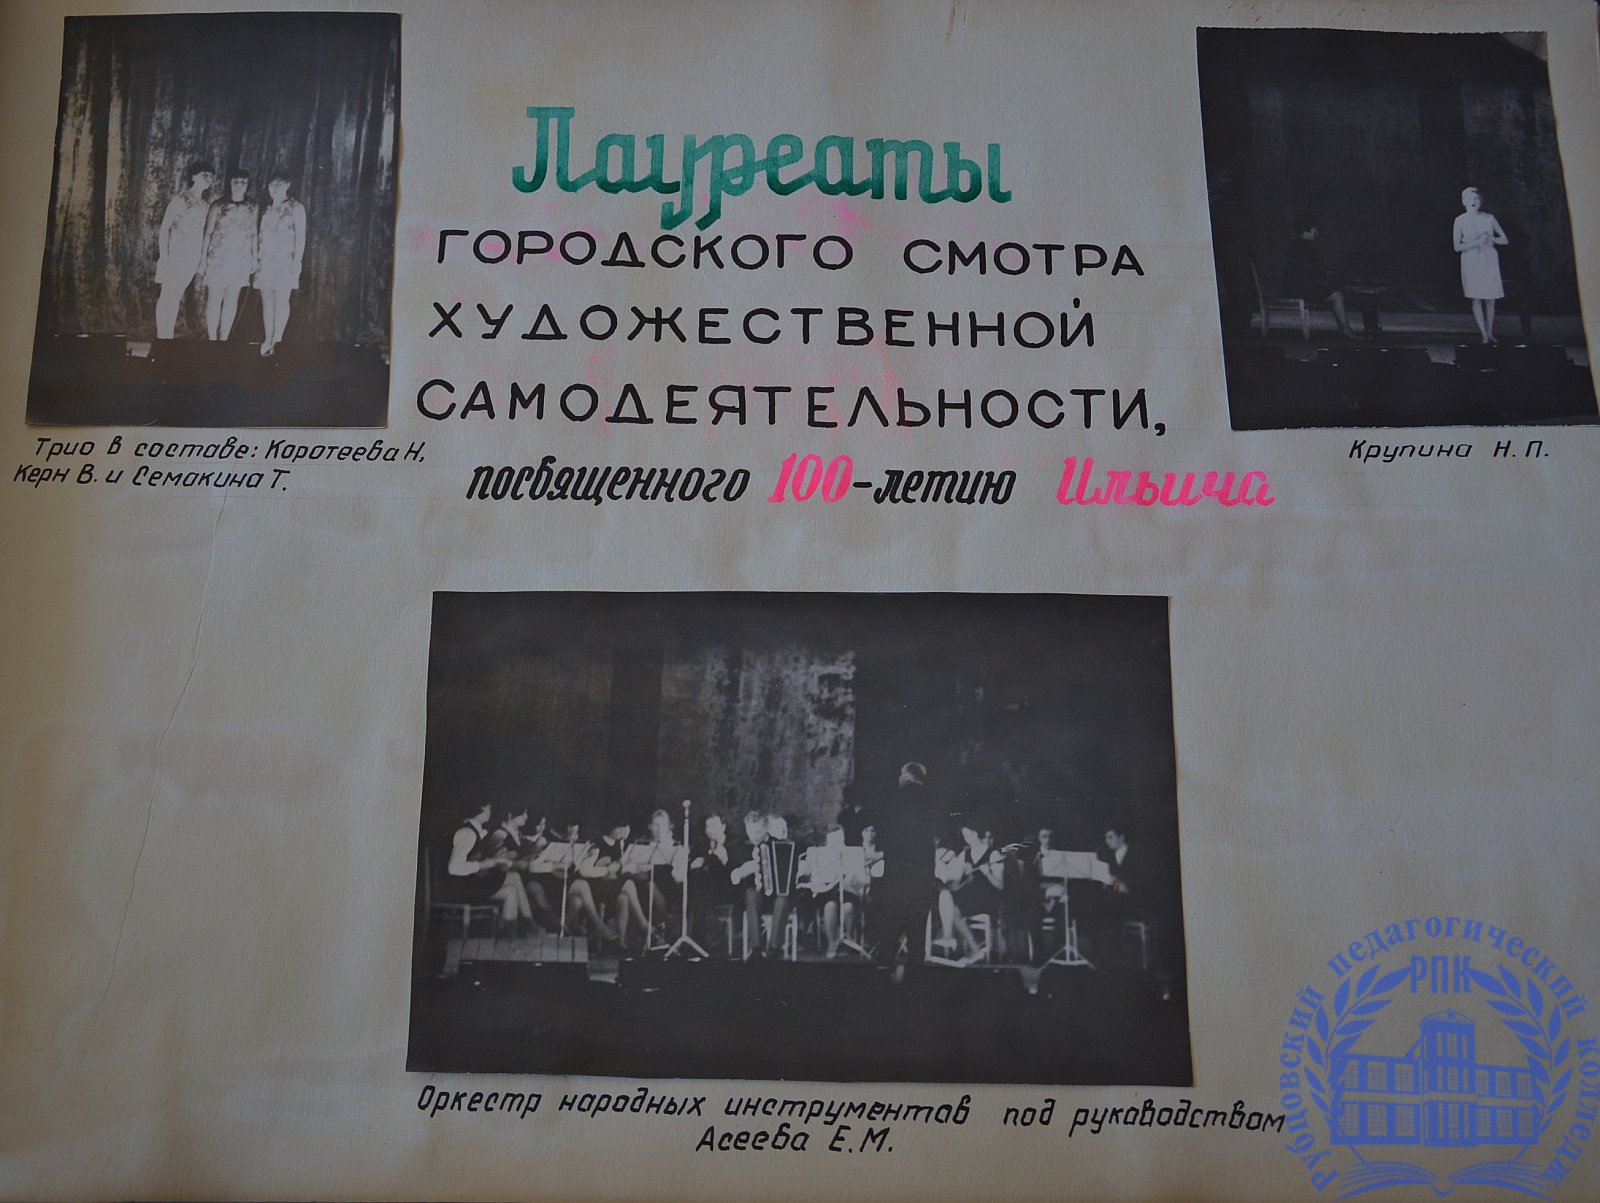 Лауреаты
ГОРОДСКОГО СМОТРА
ХУДОЖЕСТВЕННОЙ
САМОДЕЯТЕЛЬНОСТИ,
посвященного 100-летию Ильича
Трио в составе: Коротеева Н,
Керн В. и Семакина Т.
Крупина Н. П.
Оркестр народных инструментов под руководством
Асеева Е. М.
Рубцовский педагогический колледж
РПК